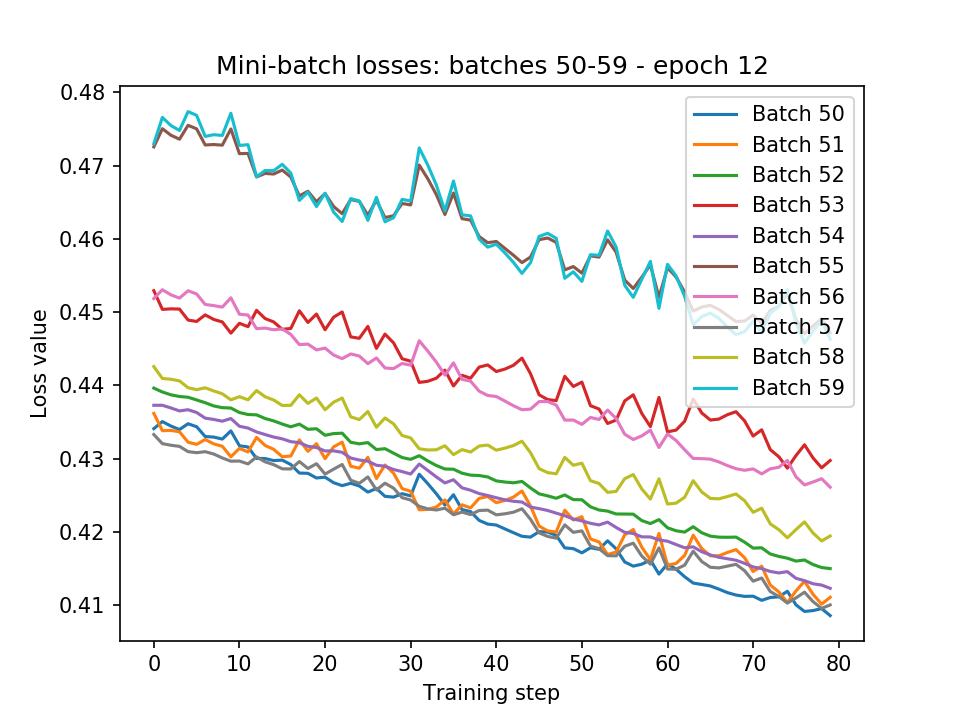 Mini-batch losses: batches 50-59 - epoch 12
0.48
0.47
0.46
0.45
0.44
0.43
0.42
0.41
Loss value
Batch 50
Batch 51
Batch 52
Batch 53
Batch 54
Batch 55
Batch 56
Batch 57
Batch 58
Batch 59
0
10
20
30
40
50
60
70
80
Training step